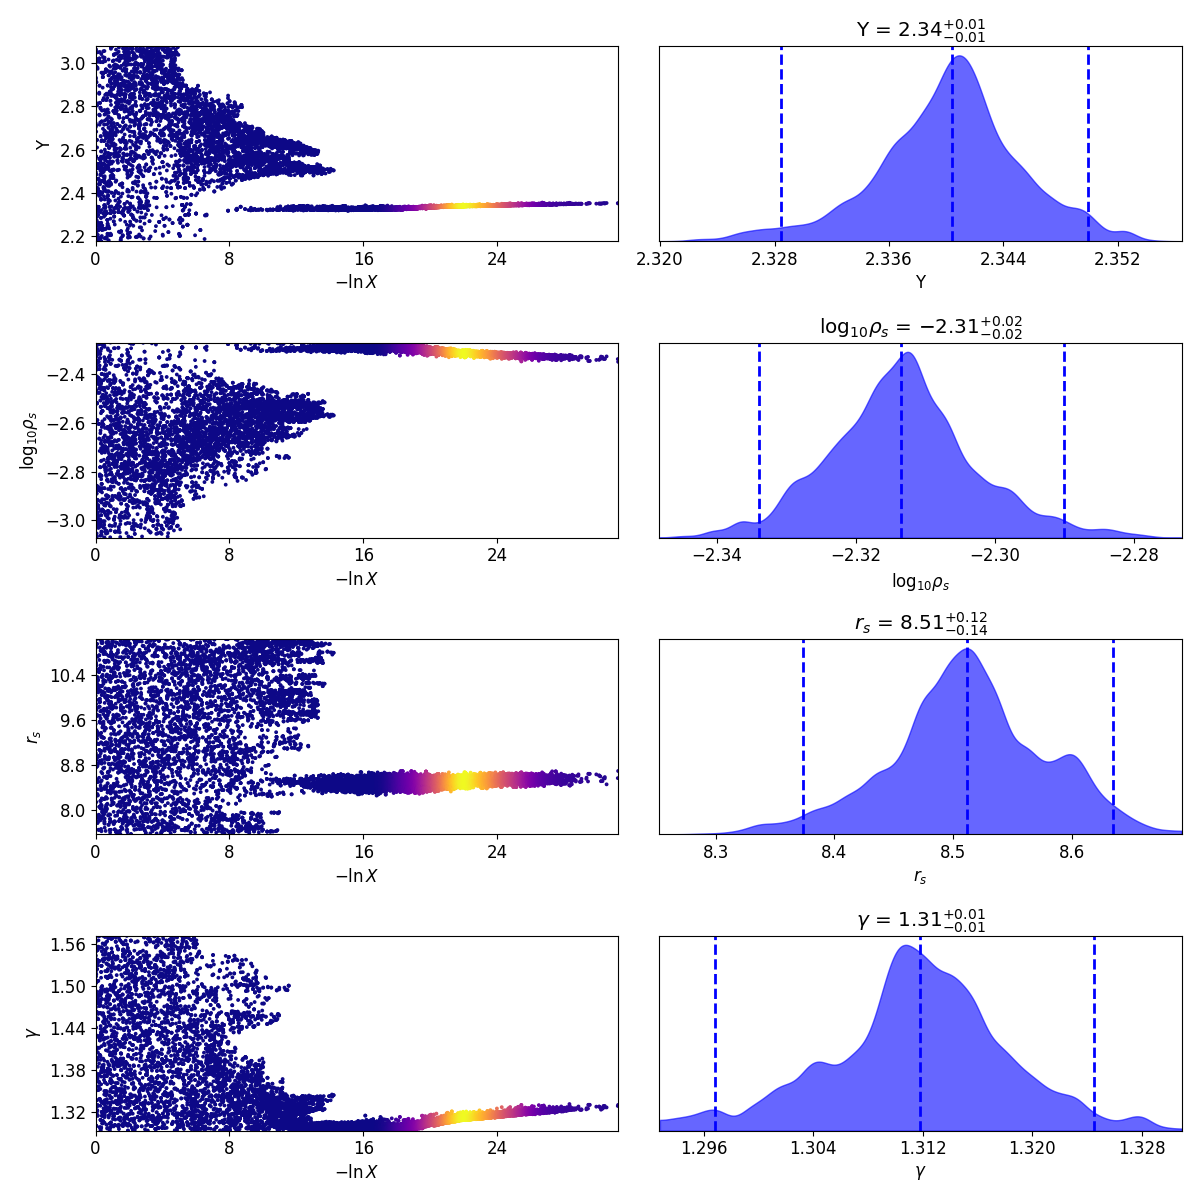 Y = 2.34+0.01 −0.01
3.0
2.8
2.6
2.4
2.2
Y
0 8 16 24
−ln X
2.320 2.328 2.336 2.344 2.352
Y
log10ρs = −2.31+0.02 −0.02
−2.4
−2.6
−2.8
−3.0
log10ρs
0 8 16 24
−ln X
−2.34 −2.32 −2.30 −2.28
log10ρs
rs = 8.51+0.12 −0.14
10.4
9.6
8.8
8.0
rs
0 8 16 24
−ln X
8.3 8.4 8.5 8.6
rs
γ = 1.31+0.01 −0.01
1.56
1.50
1.44
1.38
1.32
γ
0 8 16 24
−ln X
1.296 1.304 1.312 1.320 1.328
γ